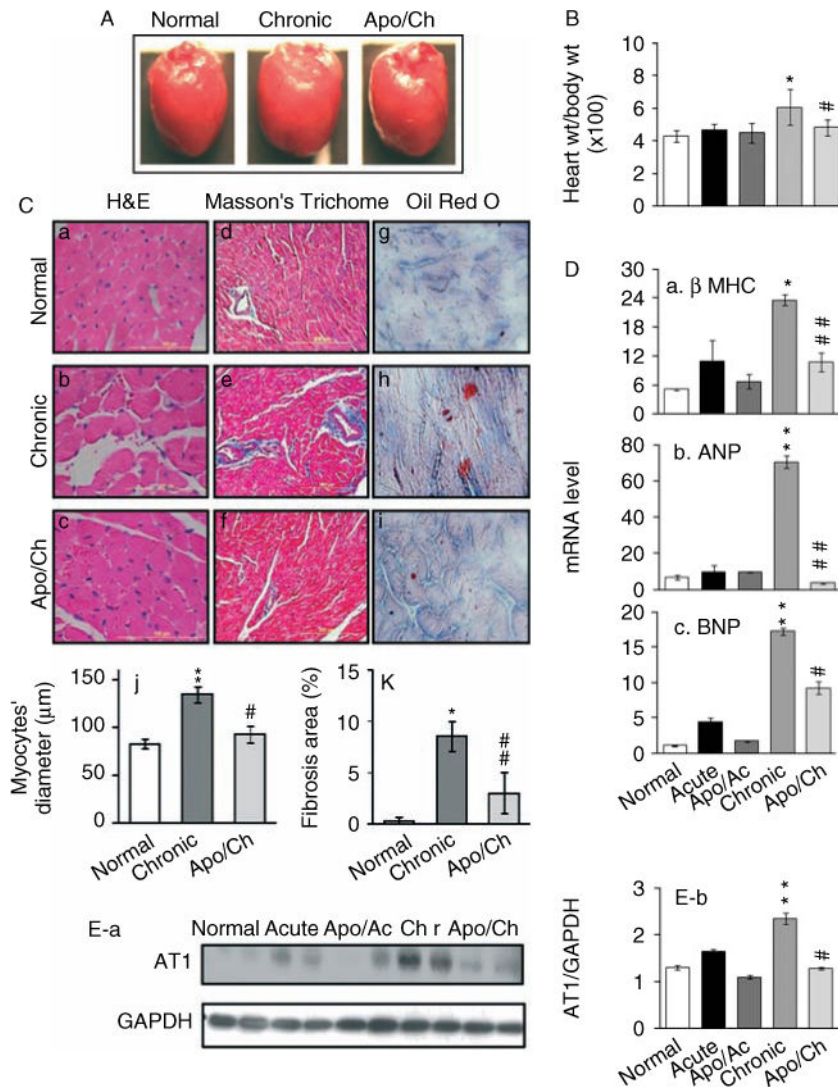 A
Normal Chronic Apo/Ch
B
Heart wt/body wt
(x100)
10
8
6
4
2
0
*
#
C
H&E Masson's Trichome Oil Red O
Normal
a d g
Chronic
b e h
Apo/Ch
c f i
D
mRNA level
a. β MHC
24
18
12
6
0
*
##
b. ANP
80
60
40
20
0
**
##
c. BNP
20
15
10
5
0
**
#
Normal Acute Apo/Ac Chronic Apo/Ch
j
Myocytes'
diameter (μm)
150
100
50
0
**
#
Normal Chronic Apo/Ch
K
Fibrosis area (%)
15
10
5
0
*
##
Normal Chronic Apo/Ch
E-a
Normal Acute Apo/Ac Ch r Apo/Ch
AT1
GAPDH
E-b
AT1/GAPDH
3
2
1
0
**
#
Normal Acute Apo/Ac Chronic Apo/Ch